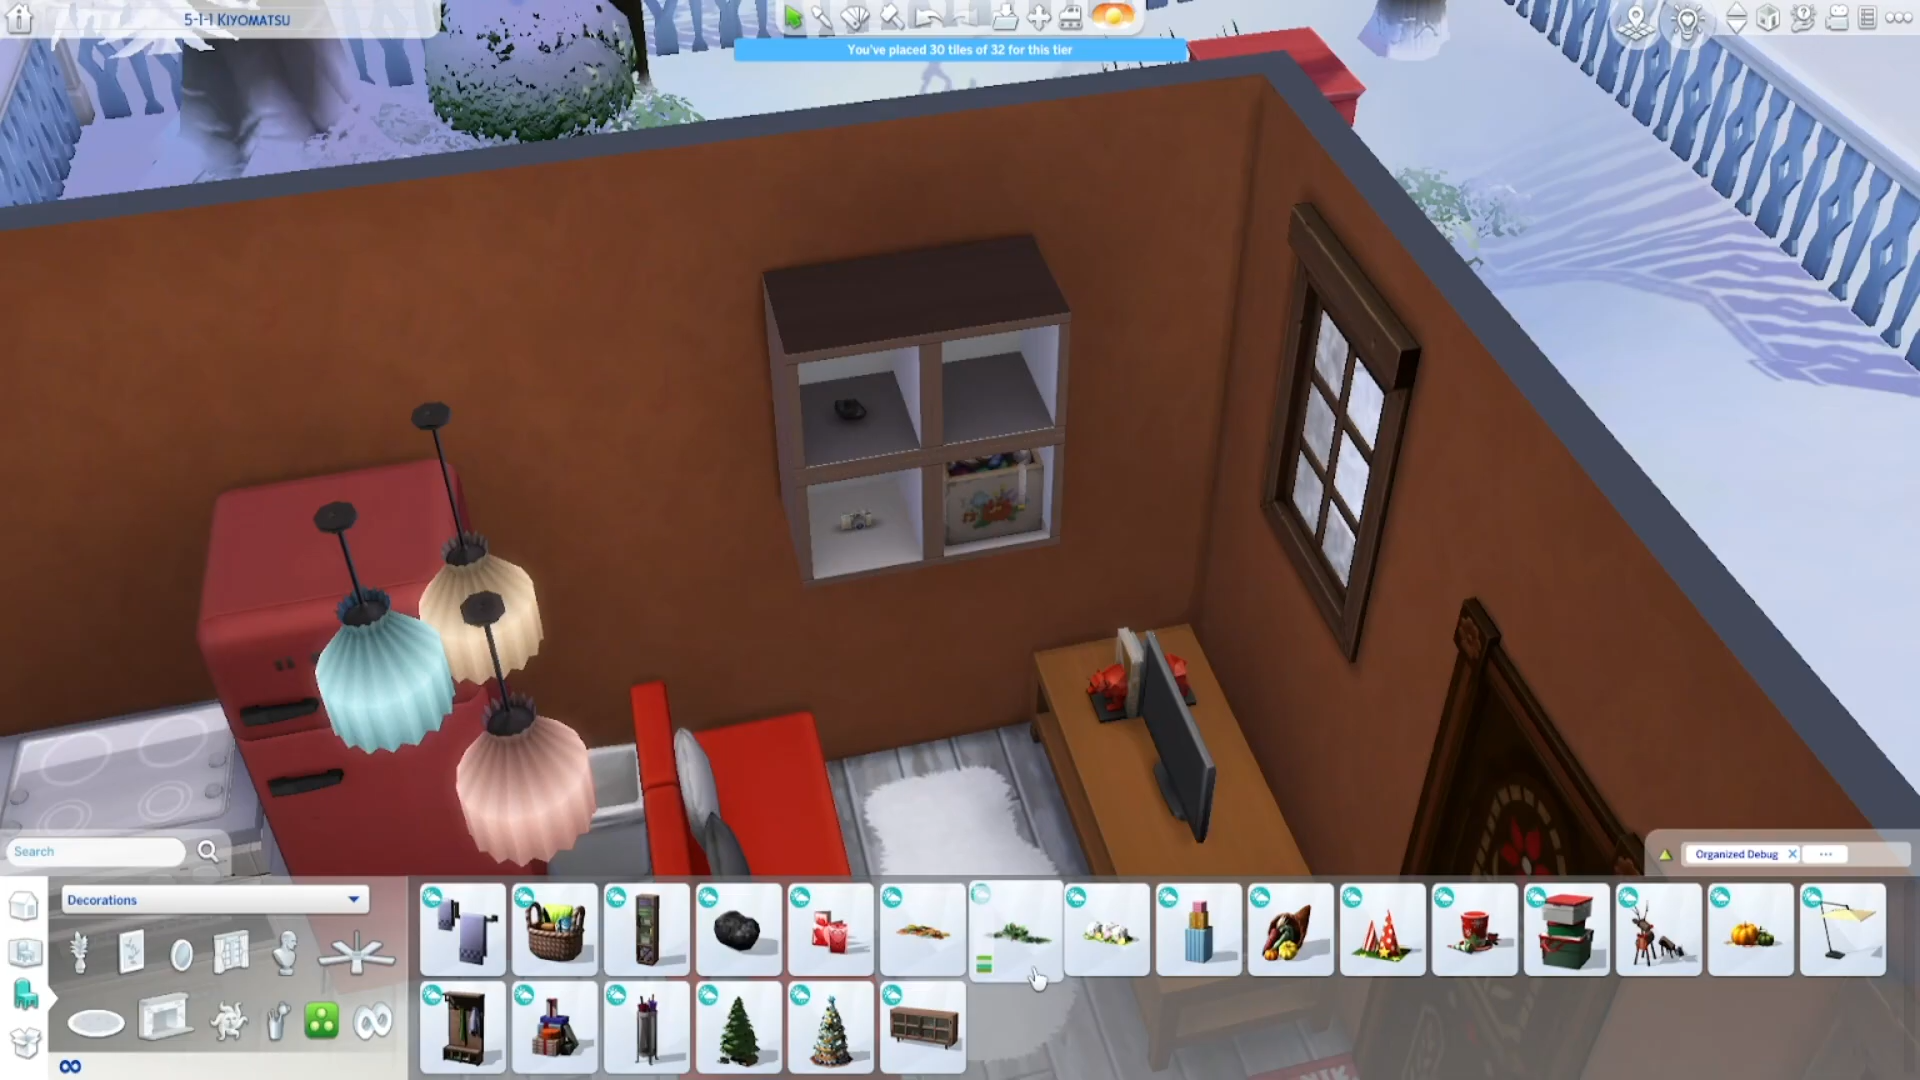 5-1-1 Kiyomatsu
You've placed 30 tiles of 32 for this tier
Search
Organized Debug
Decorations